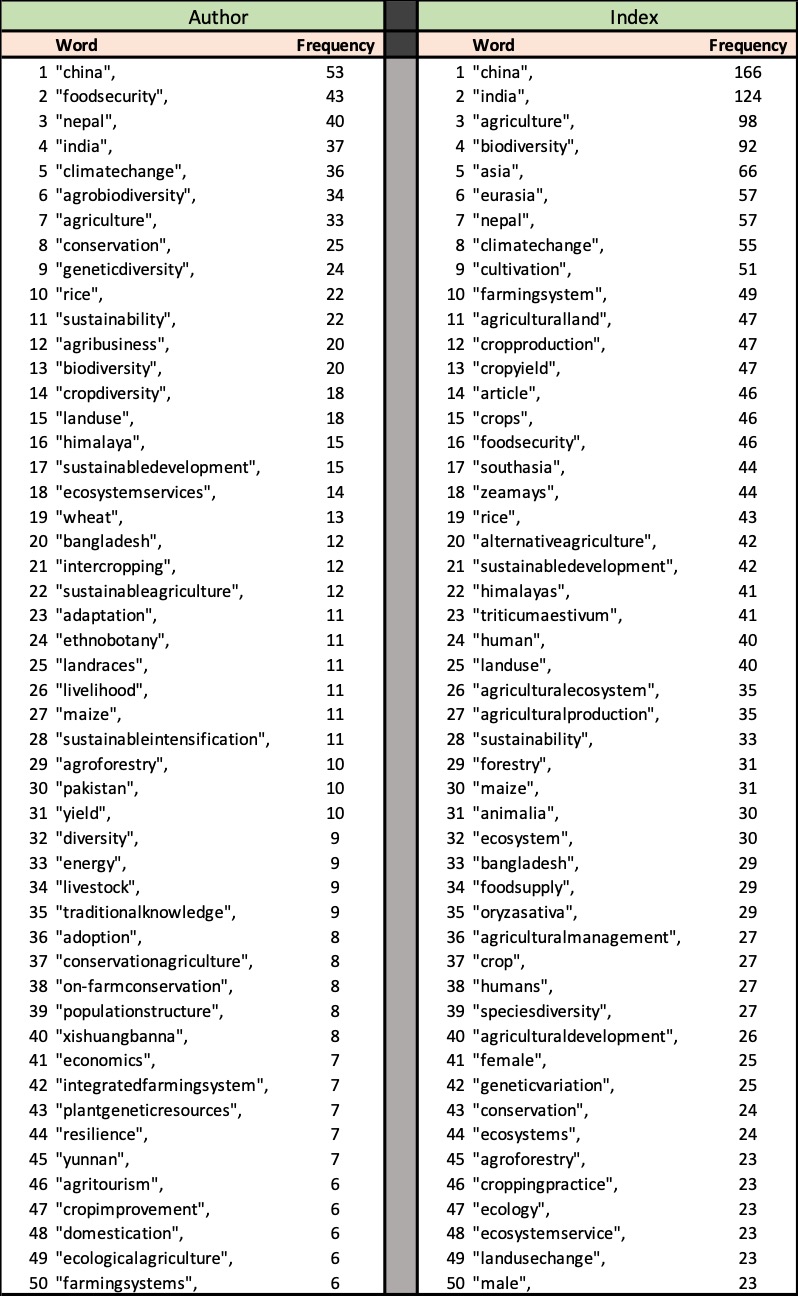 Author Index
Word Frequency Word Frequency
1 "china", 53 1 "china", 166
2 "foodsecurity", 43 2 "india", 124
3 "nepal", 40 3 "agriculture", 98
4 "india", 37 4 "biodiversity", 92
5 "climatechange", 36 5 "asia", 66
6 "agrobiodiversity", 34 6 "eurasia", 57
7 "agriculture", 33 7 "nepal", 57
8 "conservation", 25 8 "climatechange", 55
9 "geneticdiversity", 24 9 "cultivation", 51
10 "rice", 22 10 "farmingsystem", 49
11 "sustainability", 22 11 "agriculturalland", 47
12 "agribusiness", 20 12 "cropproduction", 47
13 "biodiversity", 20 13 "cropyield", 47
14 "cropdiversity", 18 14 "article", 46
15 "landuse", 18 15 "crops", 46
16 "himalaya", 15 16 "foodsecurity", 46
17 "sustainabledevelopment", 15 17 "southasia", 44
18 "ecosystemservices", 14 18 "zeamays", 44
19 "wheat", 13 19 "rice", 43
20 "bangladesh", 12 20 "alternativeagriculture", 42
21 "intercropping", 12 21 "sustainabledevelopment", 42
22 "sustainableagriculture", 12 22 "himalayas", 41
23 "adaptation", 11 23 "triticumaestivum", 41
24 "ethnobotany", 11 24 "human", 40
25 "landraces", 11 25 "landuse", 40
26 "livelihood", 11 26 "agriculturalecosystem", 35
27 "maize", 11 27 "agriculturalproduction", 35
28 "sustainableintensification", 11 28 "sustainability", 33
29 "agroforestry", 10 29 "forestry", 31
30 "pakistan", 10 30 "maize", 31
31 "yield", 10 31 "animalia", 30
32 "diversity", 9 32 "ecosystem", 30
33 "energy", 9 33 "bangladesh", 29
34 "livestock", 9 34 "foodsupply", 29
35 "traditionalknowledge", 9 35 "oryzasativa", 29
36 "adoption", 8 36 "agriculturalmanagement", 27
37 "conservationagriculture", 8 37 "crop", 27
38 "on-farmconservation", 8 38 "humans", 27
39 "populationstructure", 8 39 "speciesdiversity", 27
40 "xishuangbanna", 8 40 "agriculturaldevelopment", 26
41 "economics", 7 41 "female", 25
42 "integratedfarmingsystem", 7 42 "geneticvariation", 25
43 "plantgeneticresources", 7 43 "conservation", 24
44 "resilience", 7 44 "ecosystems", 24
45 "yunnan", 7 45 "agroforestry", 23
46 "agritourism", 6 46 "croppingpractice", 23
47 "cropimprovement", 6 47 "ecology", 23
48 "domestication", 6 48 "ecosystemservice", 23
49 "ecologicalagriculture", 6 49 "landusechange", 23
50 "farmingsystems", 6 50 "male", 23